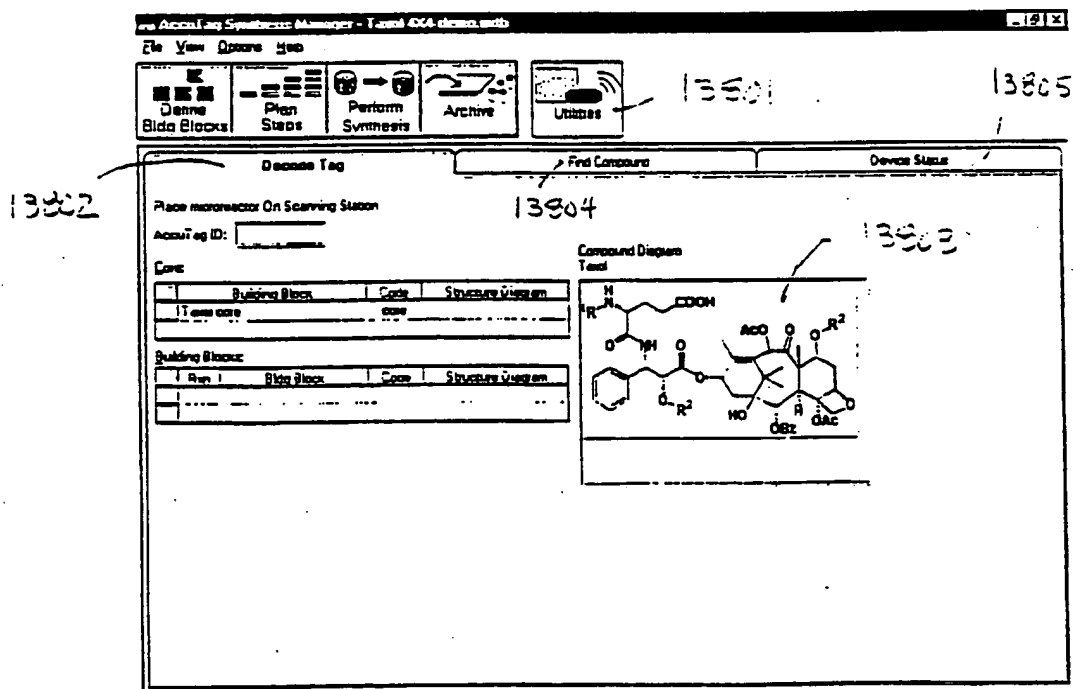 AccuTag Synthesis Manager - Taxol 4X4 demo.mdb
File View Options Help
Define Bldg Blocks
Plan Steps
Perform Synthesis
Archive
Utilities
13801
13805
Decode Tag
Find Compound
Device Status
13802
13804
Place microreactor On Scanning Station
AccuTag ID:
13803
Compound Diagram
Taxol
Core:
Building Block Code Structure Diagram
core
Building Blocks:
Bldg Block Code Structure Diagram
H
N
R
COOH
O
NH
O
O
O
R2
AcO
O
O
R2
HO
OBz
H
OAc
O